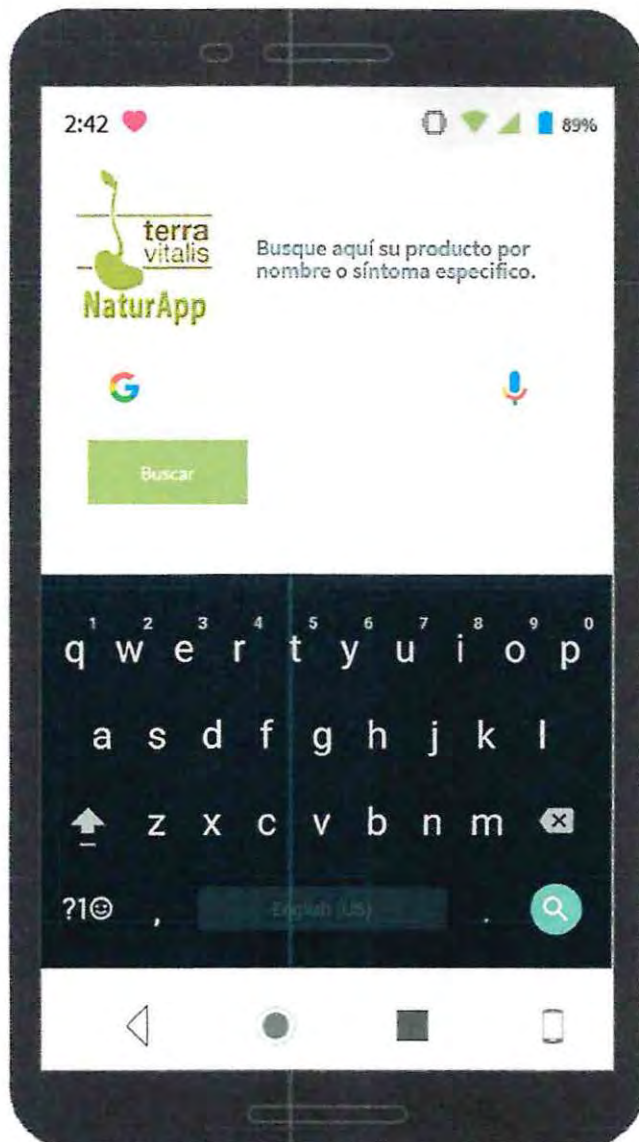 2:42
89%
terra
vitalis
NaturApp
Busque aquí su producto por
nombre o síntoma especifico.
G
Buscar
1 2 3 4 5 6 7 8 9 0
q w e r t y u i o p
a s d f g h j k l
z x c v b n m
?1☺ , English (US) .